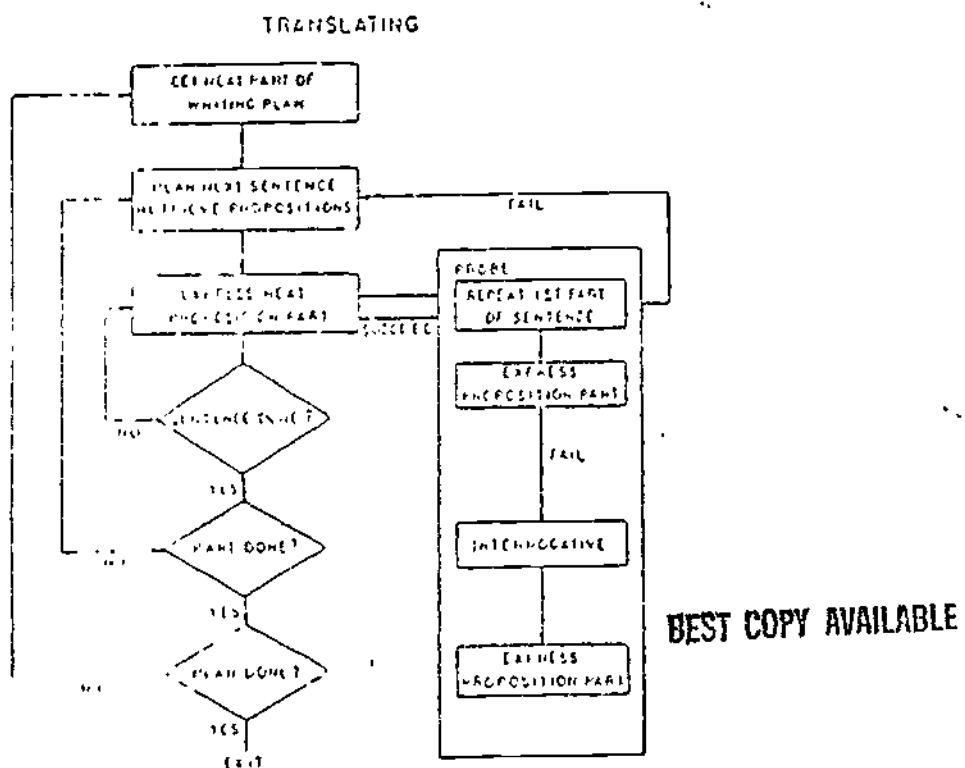 TRANSLATING
GET NEXT PART OF
WRITING PLAN
PLAN NEXT SENTENCE
RETRIEVE PROPOSITIONS
FAIL
EXPRESS NEXT
PROPOSITION PART
SUCCEED
PROBE
REPEAT 1ST PART
OF SENTENCE
EXPRESS
PROPOSITION PART
FAIL
INTERROGATIVE
EXPRESS
PROPOSITION PART
SENTENCE DONE?
NO
YES
PART DONE?
NO
YES
PLAN DONE?
NO
YES
EXIT
BEST COPY AVAILABLE